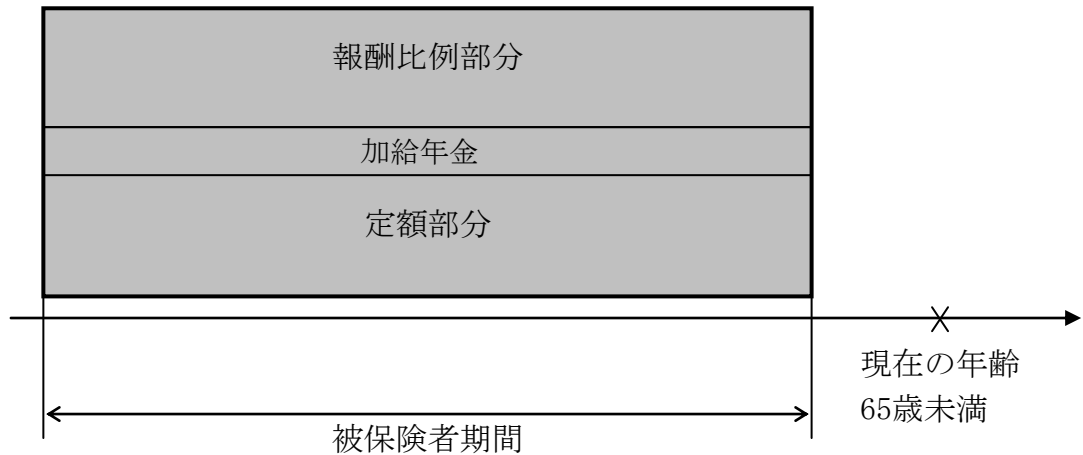 報酬比例部分
加給年金
定額部分
現在の年齢
65歳未満
被保険者期間